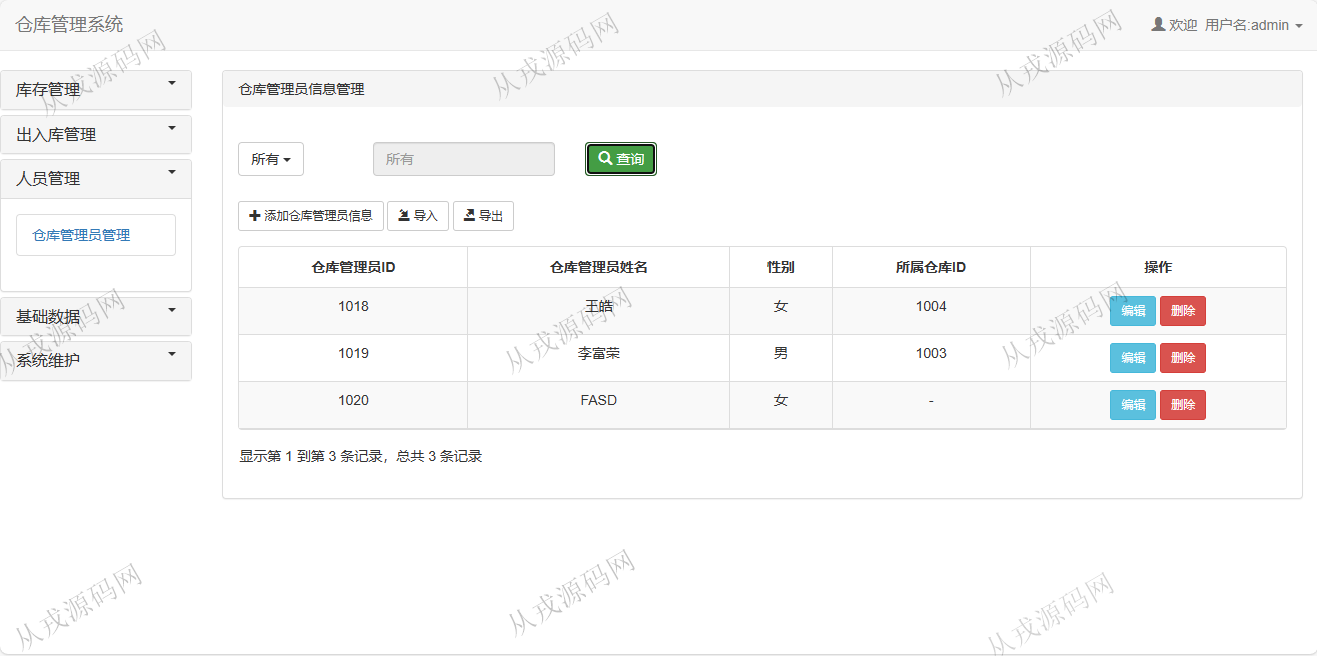 仓库管理系统
欢迎 用户名:admin
库存管理
出入库管理
人员管理
仓库管理员管理
基础数据
系统维护
仓库管理员信息管理
所有 所有 查询
添加仓库管理员信息 导入 导出
仓库管理员ID 仓库管理员姓名 性别 所属仓库ID 操作
1018 王皓 女 1004 编辑 删除
1019 李富荣 男 1003 编辑 删除
1020 FASD 女 - 编辑 删除
显示第 1 到第 3 条记录，总共 3 条记录
从戎源码网
从戎源码网
从戎源码网
从戎源码网
从戎源码网
从戎源码网
从戎源码网
从戎源码网
从戎源码网